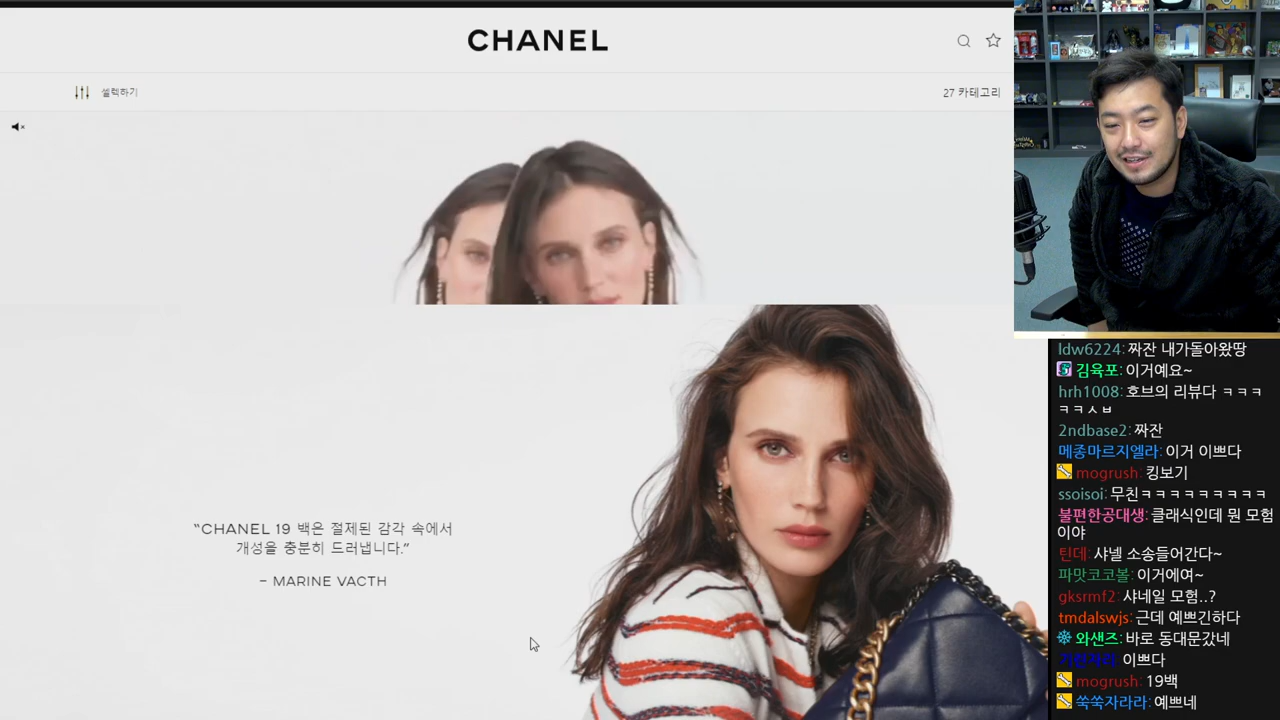 CHANEL
셀렉하기
27 카테고리
“CHANEL 19 백은 절제된 감각 속에서
개성을 충분히 드러냅니다.”
– MARINE VACTH
ldw6224: 짜잔 내가돌아왔땅
김육포: 이거예요~
hrh1008: 호브의 리뷰다 ㅋㅋㅋ
ㅋㅋㅅㅂ
2ndbase2: 짜잔
메종마르지엘라: 이거 이쁘다
mogrush: 킹보기
ssoisoi: 무친ㅋㅋㅋㅋㅋㅋㅋㅋㅋ
불편한공대생: 클래식인데 뭔 모험
이야
틴데: 샤넬 소송들어간다~
파맛코코볼: 이거에여~
gksrmf2: 샤네일 모험..?
tmdalswjs: 근데 예쁘긴하다
와샌즈: 바로 동대문갔네
이쁘다
mogrush: 19백
쑥쑥자라라: 예쁘네